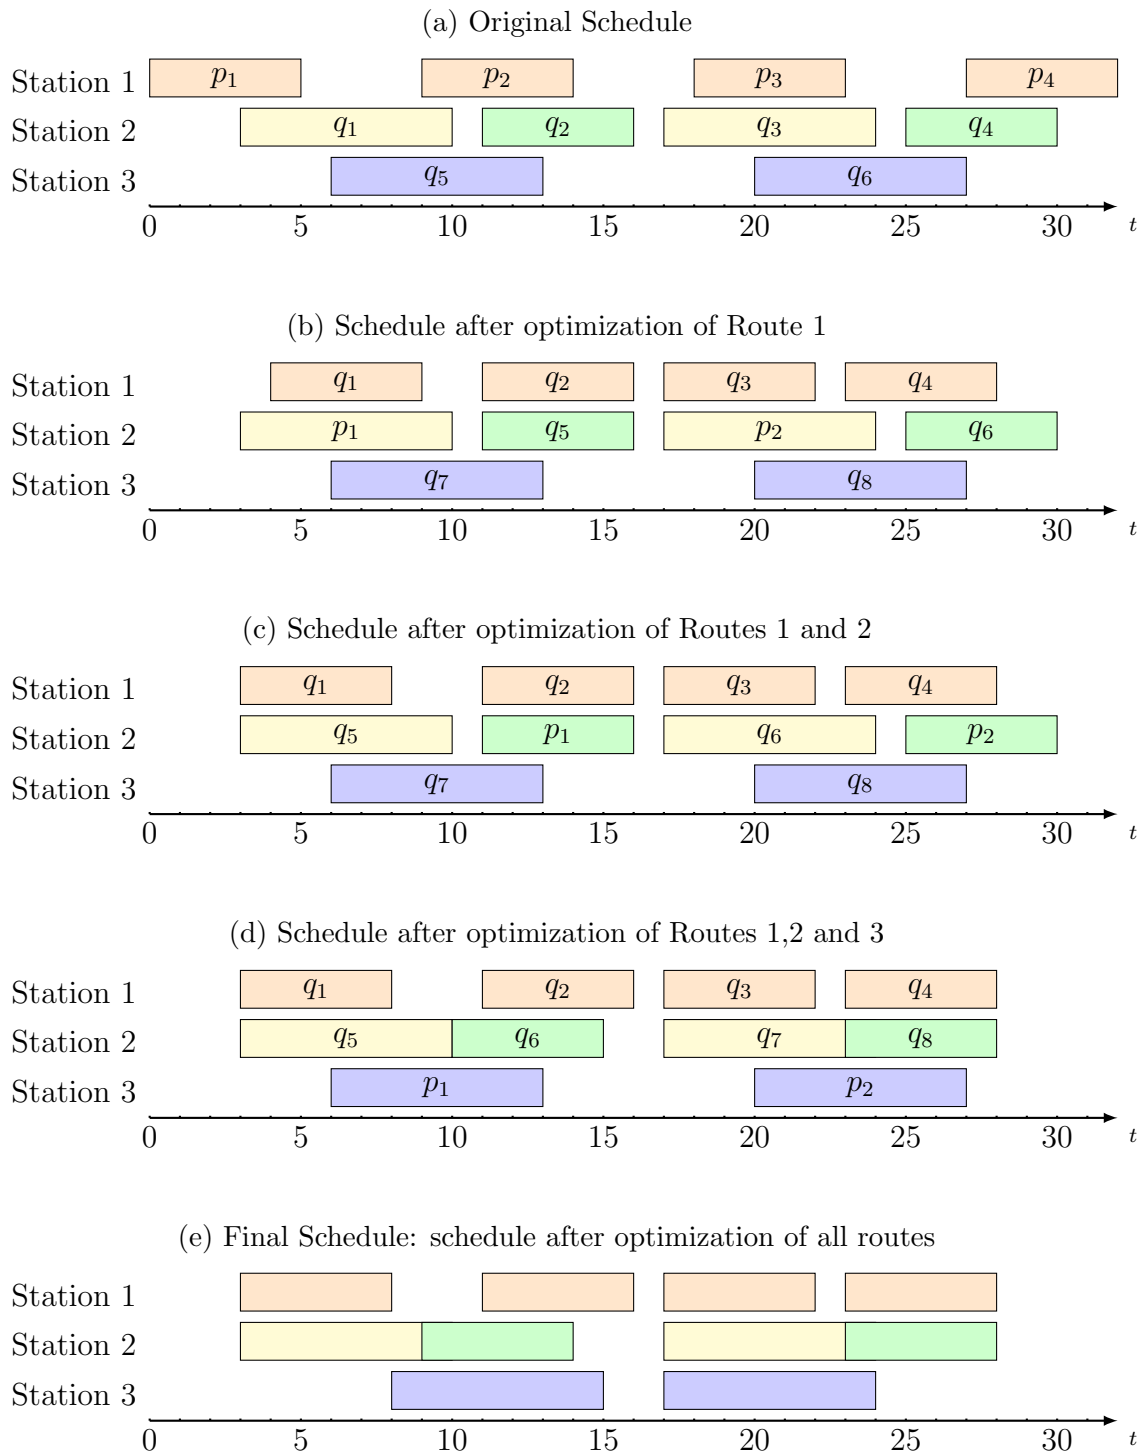 (a) Original Schedule
Station 1 p1 p2 p3 p4
Station 2 q1 q2 q3 q4
Station 3 q5 q6
0 5 10 15 20 25 30 t
(b) Schedule after optimization of Route 1
Station 1 q1 q2 q3 q4
Station 2 p1 q5 p2 q6
Station 3 q7 q8
0 5 10 15 20 25 30 t
(c) Schedule after optimization of Routes 1 and 2
Station 1 q1 q2 q3 q4
Station 2 q5 p1 q6 p2
Station 3 q7 q8
0 5 10 15 20 25 30 t
(d) Schedule after optimization of Routes 1,2 and 3
Station 1 q1 q2 q3 q4
Station 2 q5 q6 q7 q8
Station 3 p1 p2
0 5 10 15 20 25 30 t
(e) Final Schedule: schedule after optimization of all routes
Station 1
Station 2
Station 3
0 5 10 15 20 25 30 t